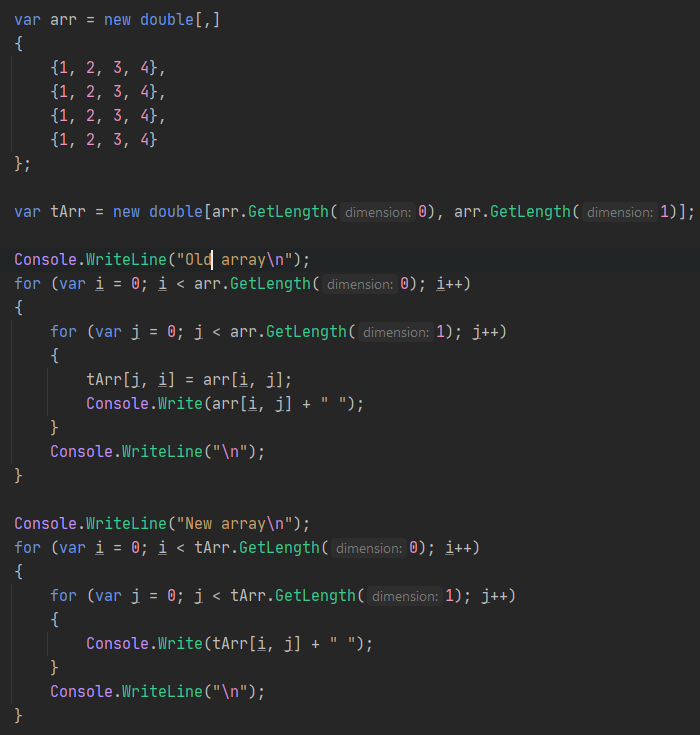 var arr = new double[,]
{
    {1, 2, 3, 4},
    {1, 2, 3, 4},
    {1, 2, 3, 4},
    {1, 2, 3, 4}
};

var tArr = new double[arr.GetLength( dimension: 0), arr.GetLength( dimension: 1)];

Console.WriteLine("Old array\n");
for (var i = 0; i < arr.GetLength( dimension: 0); i++)
{
    for (var j = 0; j < arr.GetLength( dimension: 1); j++)
    {
        tArr[j, i] = arr[i, j];
        Console.Write(arr[i, j] + " ");
    }
    Console.WriteLine("\n");
}

Console.WriteLine("New array\n");
for (var i = 0; i < tArr.GetLength( dimension: 0); i++)
{
    for (var j = 0; j < tArr.GetLength( dimension: 1); j++)
    {
        Console.Write(tArr[i, j] + " ");
    }
    Console.WriteLine("\n");
}